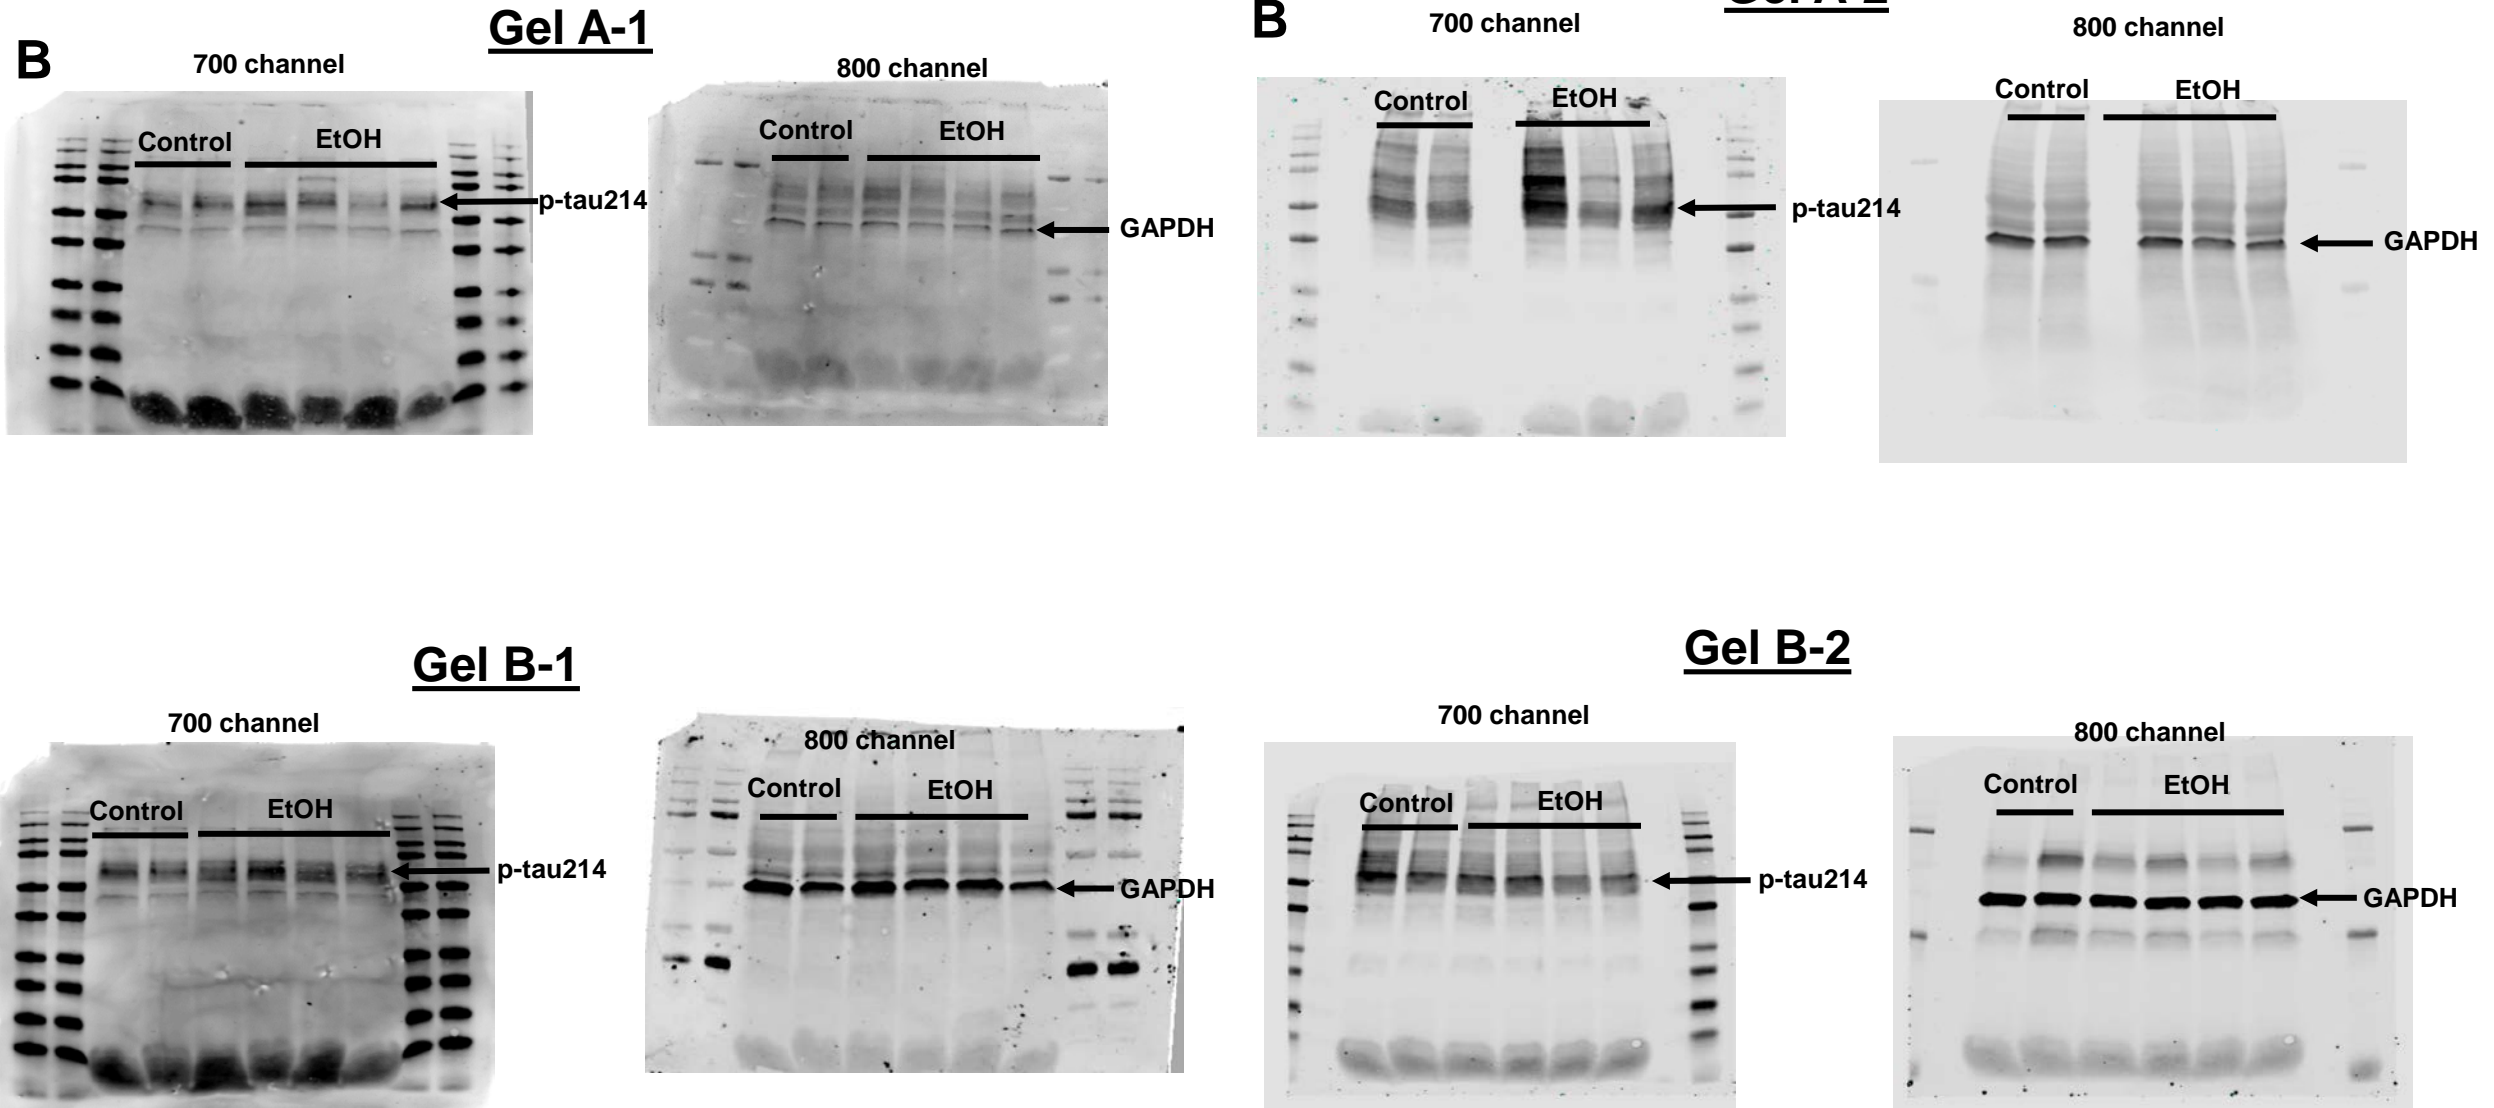 B
Gel A-1
700 channel
800 channel
Control
EtOH
p-tau214
Control
EtOH
GAPDH
B
Gel A-2
700 channel
800 channel
Control
EtOH
p-tau214
Control
EtOH
GAPDH
Gel B-1
700 channel
800 channel
Control
EtOH
p-tau214
Control
EtOH
GAPDH
Gel B-2
700 channel
800 channel
Control
EtOH
p-tau214
Control
EtOH
GAPDH